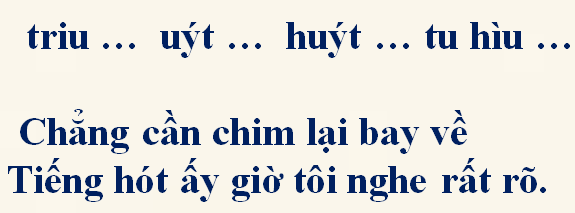 triu ... uýt ... huýt ... tu hìu ...
Chẳng cần chim lại bay về
Tiếng hót ấy giờ tôi nghe rất rõ.